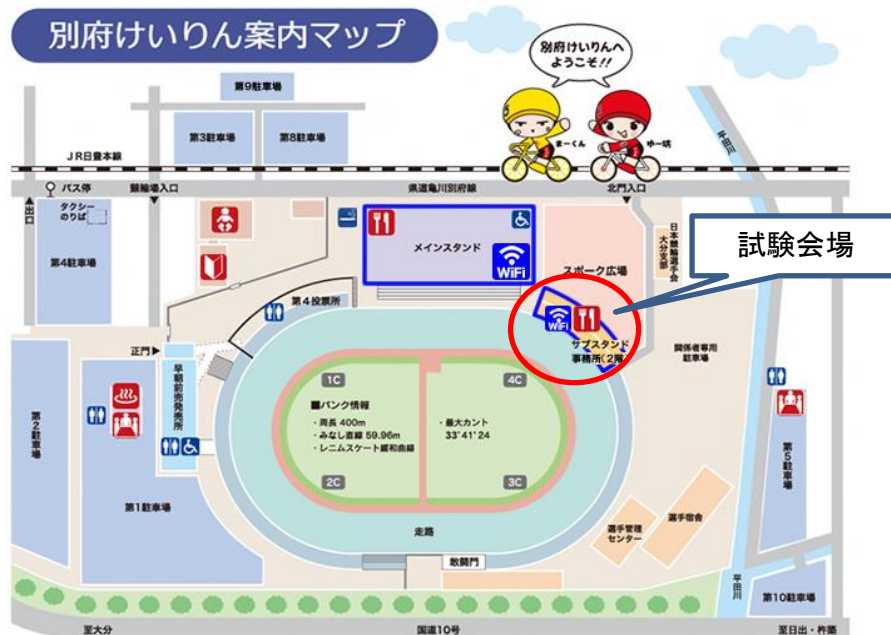 別府けいりん案内マップ
別府けいりんへ
ようこそ!!
まーくん
ゆー坊
第9駐車場
第3駐車場
第8駐車場
平田川
JR日豊本線
バス停
競輪場入口
県道亀川別府線
北門入口
出口
タクシー
のりば
第4駐車場
メインスタンド
WiFi
スポーク広場
日本競輪選手会
大分支部
試験会場
第4投票所
WiFi
サブスタンド
事務所(2階)
関係者専用
駐車場
正門
早朝前売発売所
第2駐車場
第1駐車場
1C
4C
■バンク情報
・周長 400m
・みなし直線 59.96m
・レニムスケート緩和曲線
・最大カント
33°41'24
2C
3C
第5駐車場
走路
敢闘門
選手管理
センター
選手宿舎
平田川
第10駐車場
至大分
国道10号
至日出・杵築